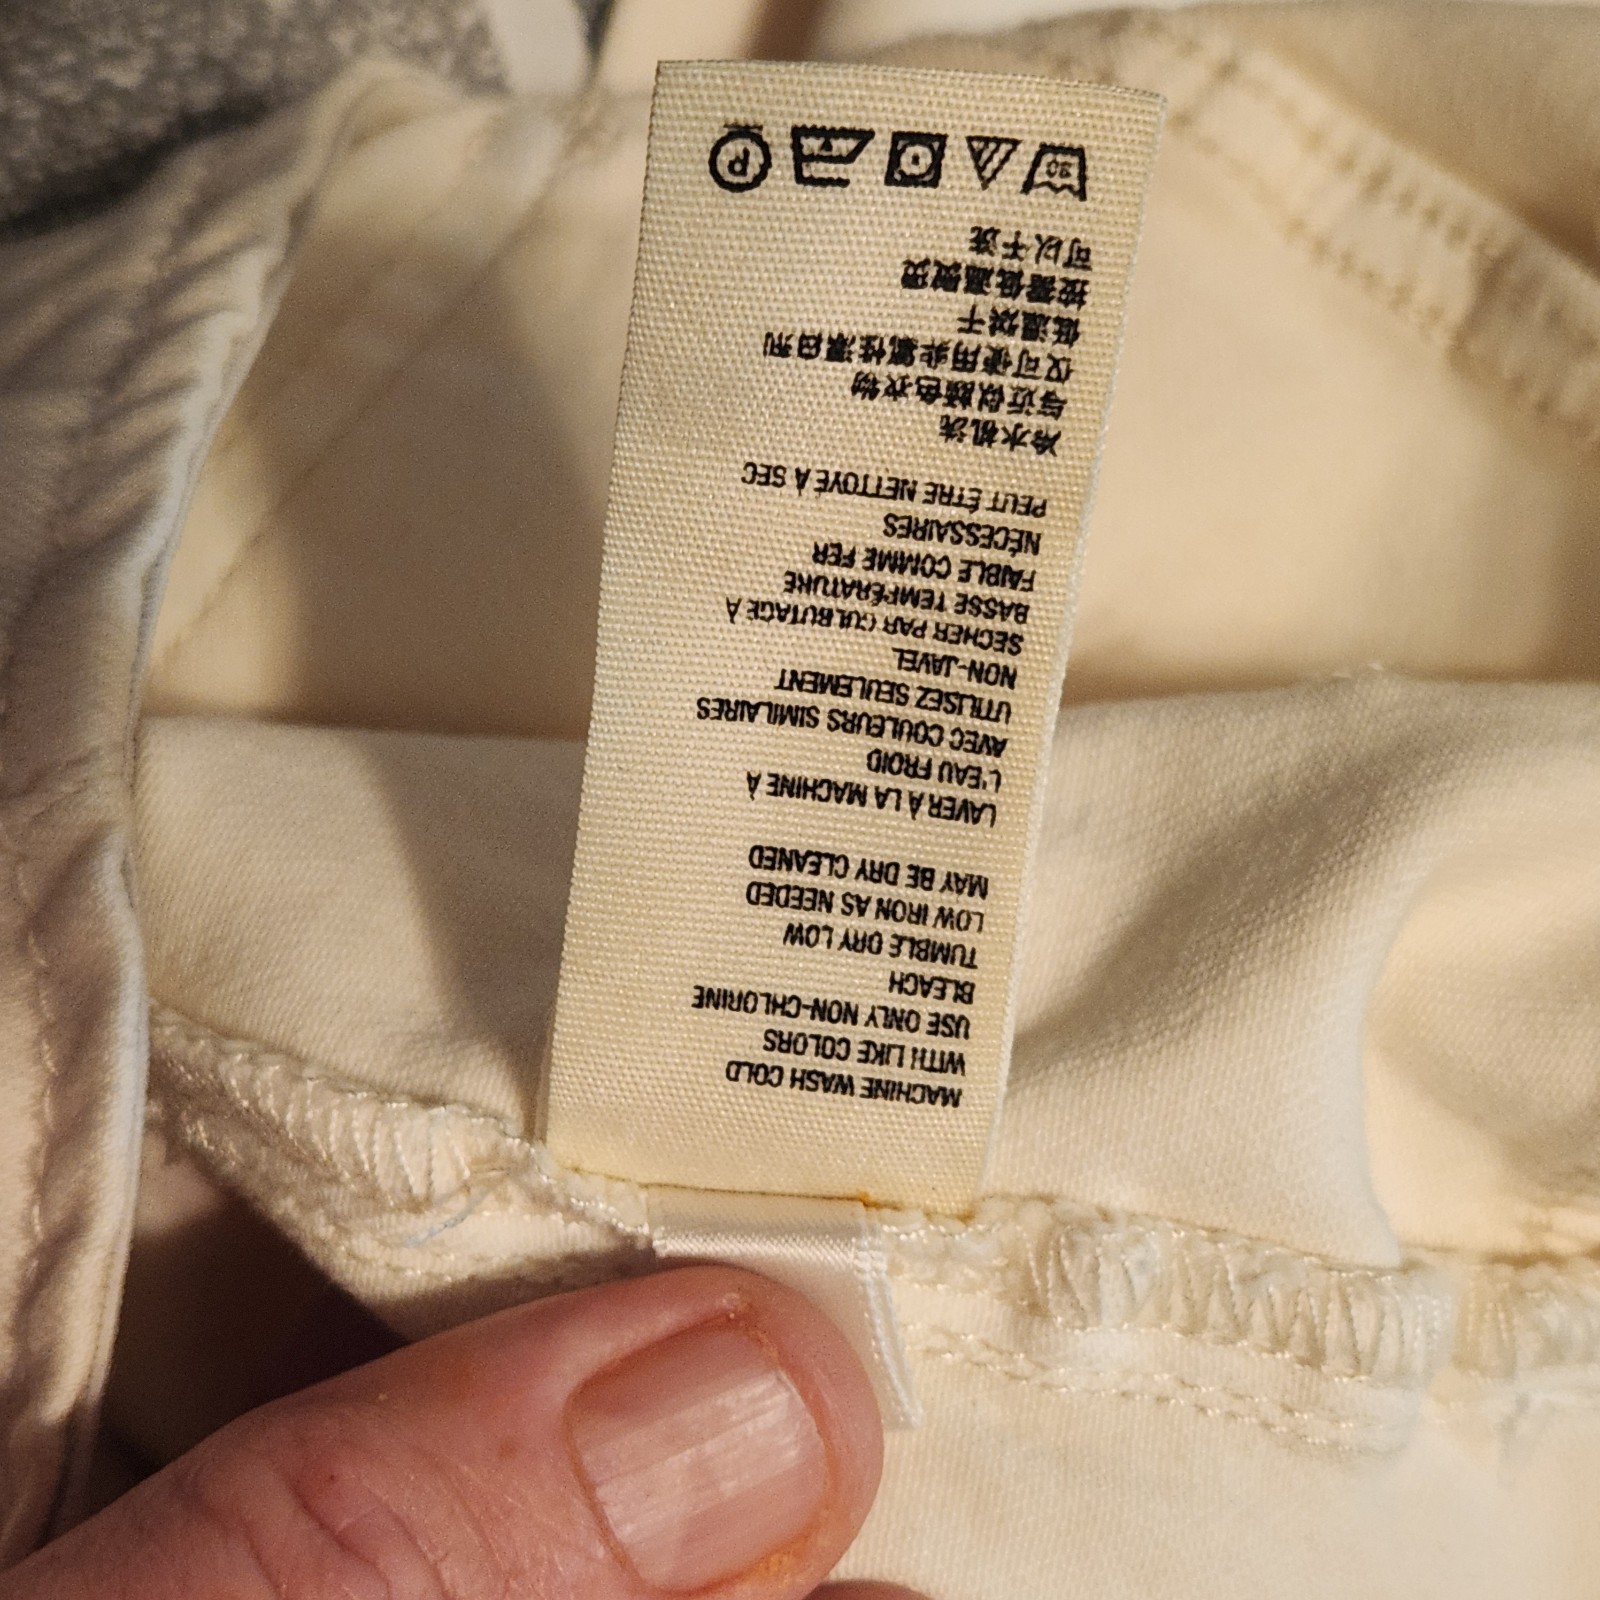 MACHINE WASH COLD
WITH LIKE COLORS
USE ONLY NON-CHLORINE
BLEACH
TUMBLE DRY LOW
LOW IRON AS NEEDED
MAY BE DRY CLEANED
LAVER À LA MACHINE À
L'EAU FROID
AVEC COULEURS SIMILAIRES
UTILISEZ SEULEMENT
NON-JAVEL
SECHER PAR CULBUTAGE À
BASSE TEMPÉRATURE
FAIBLE COMME FER
NÉCESSAIRES
PEUT ÊTRE NETTOYÉ À SEC
冷水机洗
与近似颜色衣物
仅可使用非氯性漂白剂
低温烘干
按需低温熨烫
可以干洗
30 P